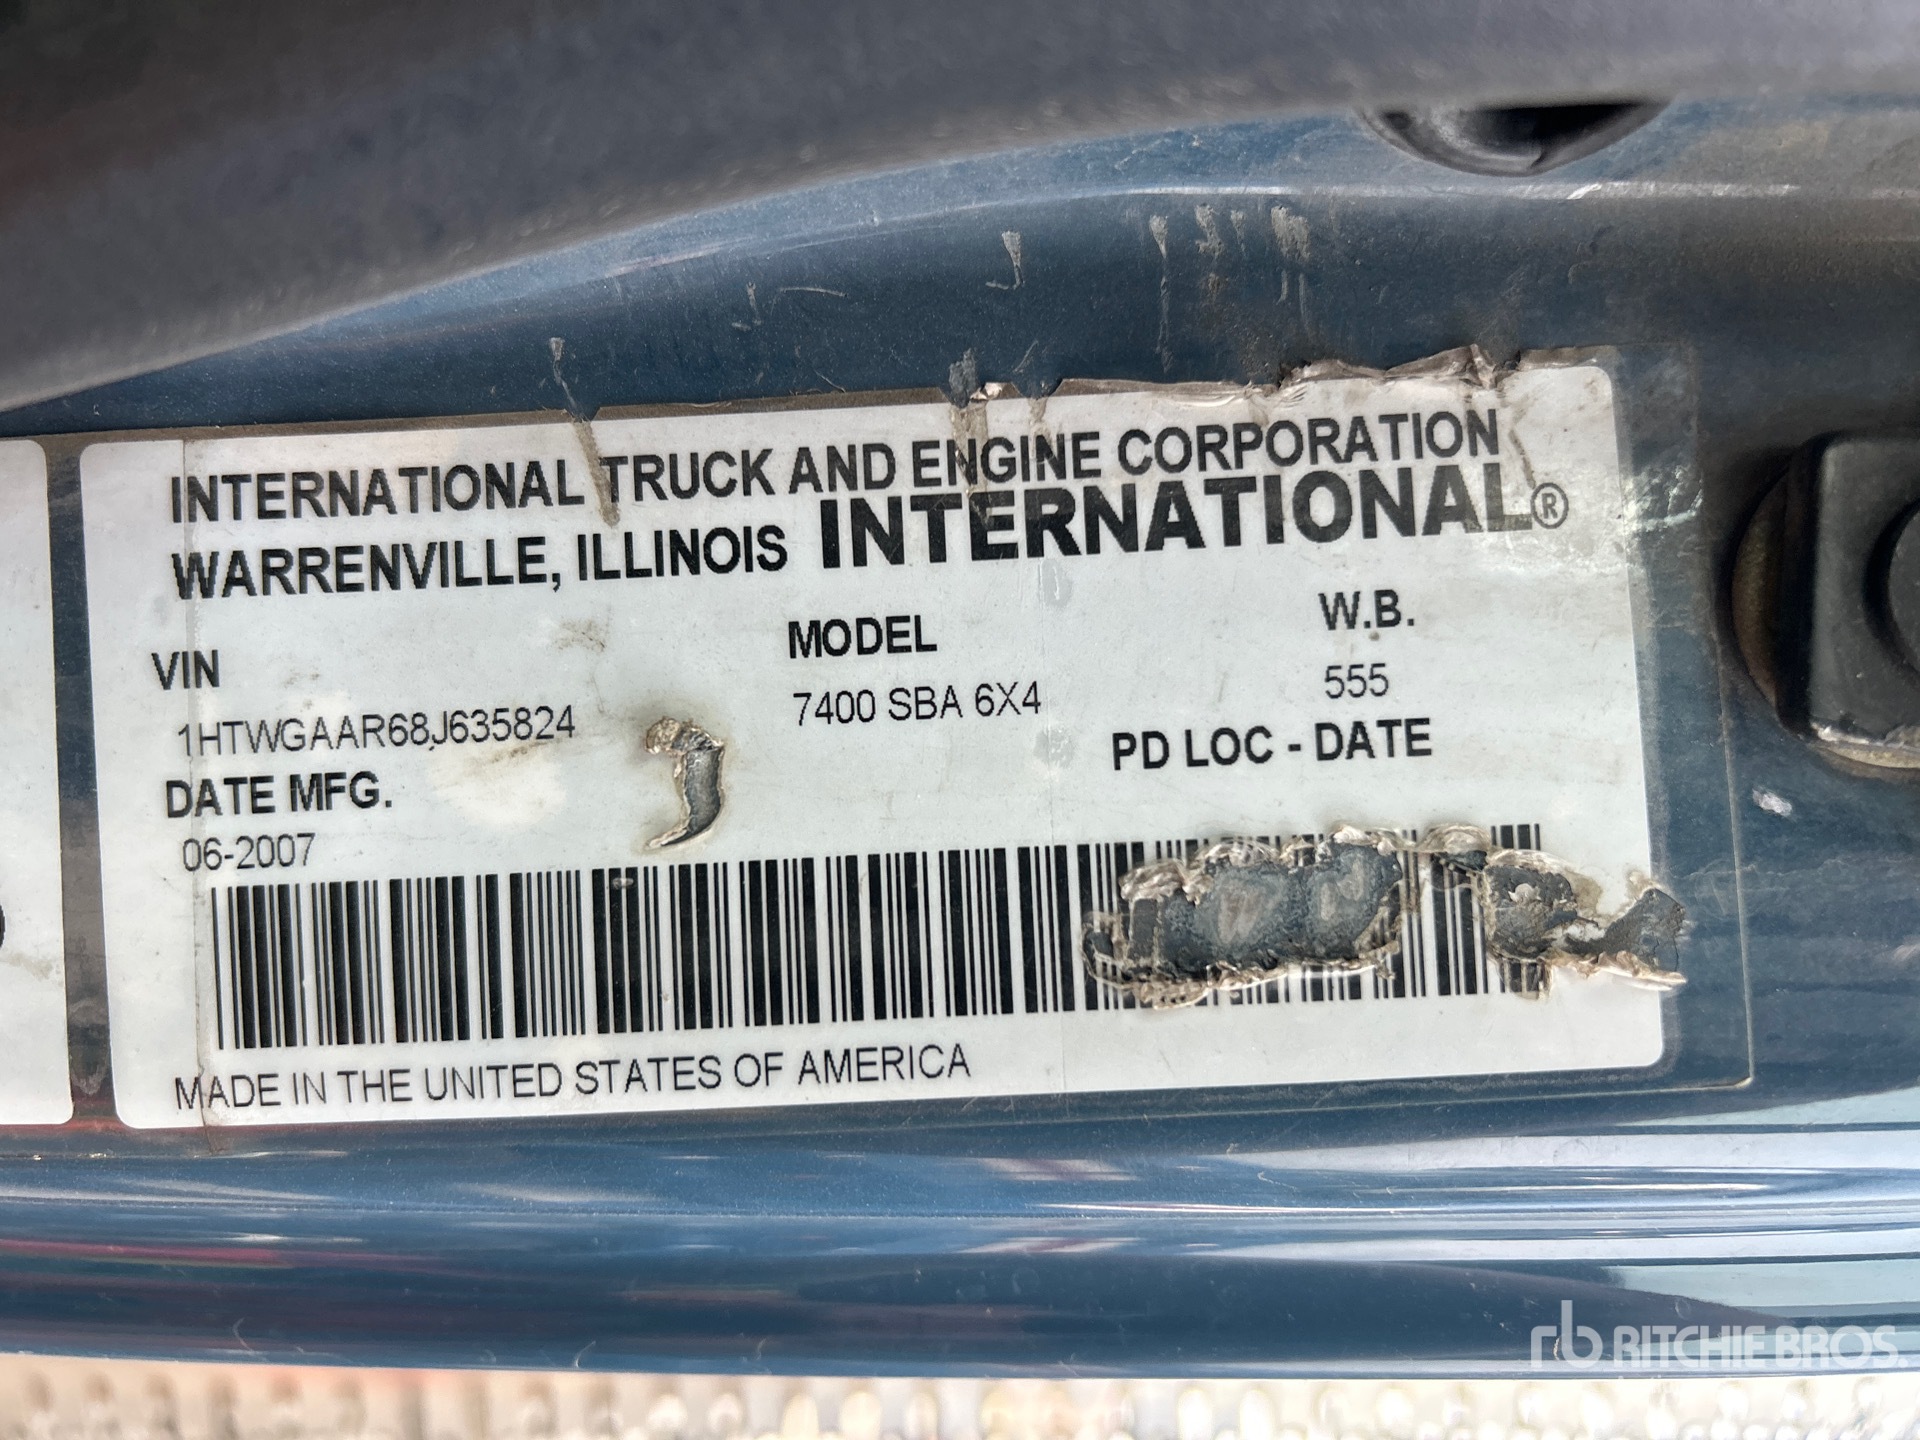 INTERNATIONAL TRUCK AND ENGINE CORPORATION
WARRENVILLE, ILLINOIS INTERNATIONAL®
VIN MODEL W.B.
1HTWGAAR68J635824 7400 SBA 6X4 555
DATE MFG. PD LOC - DATE
06-2007
MADE IN THE UNITED STATES OF AMERICA
rb RITCHIE BROS.